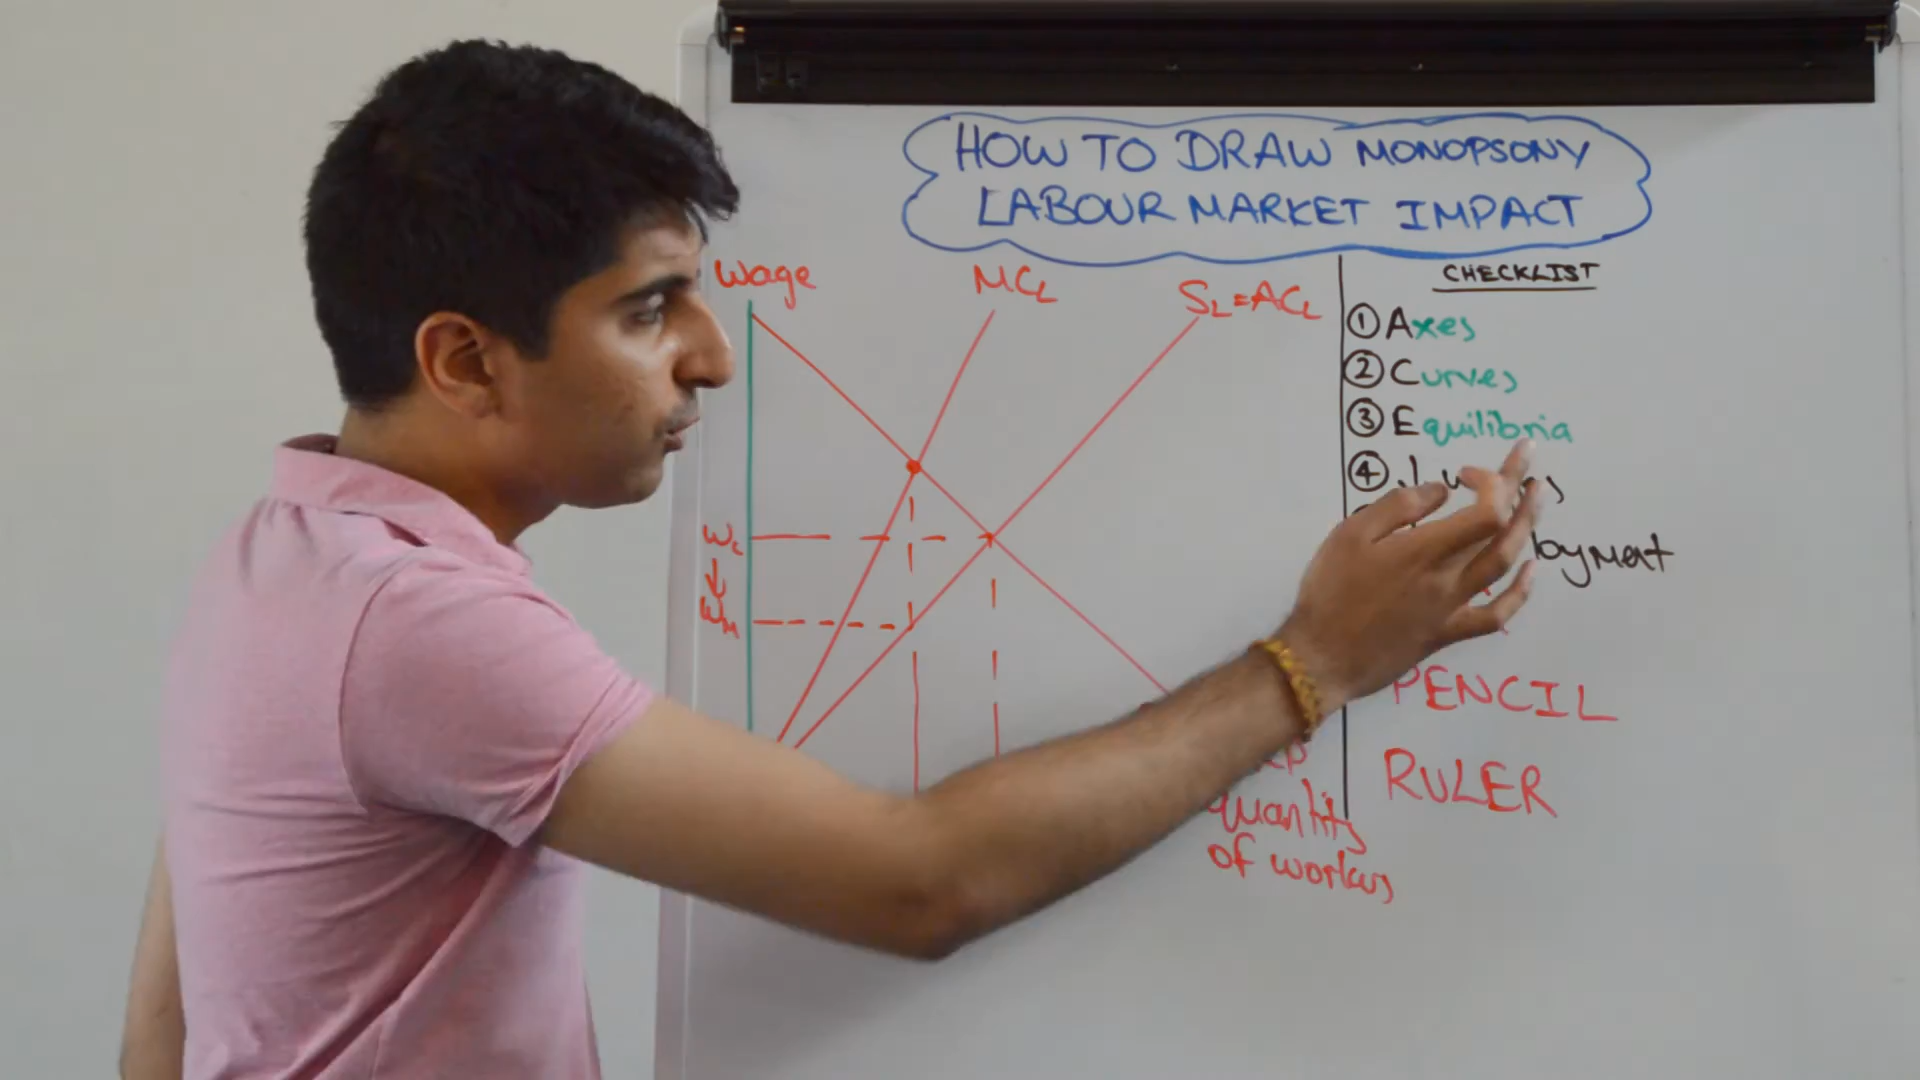 HOW TO DRAW MONOPSONY
LABOUR MARKET IMPACT
Wage
MCL
SL=ACL
Wc
↓
WM
quantity
of workers
CHECKLIST
① Axes
② Curves
③ Equilibria
④ ↓
PENCIL
RULER